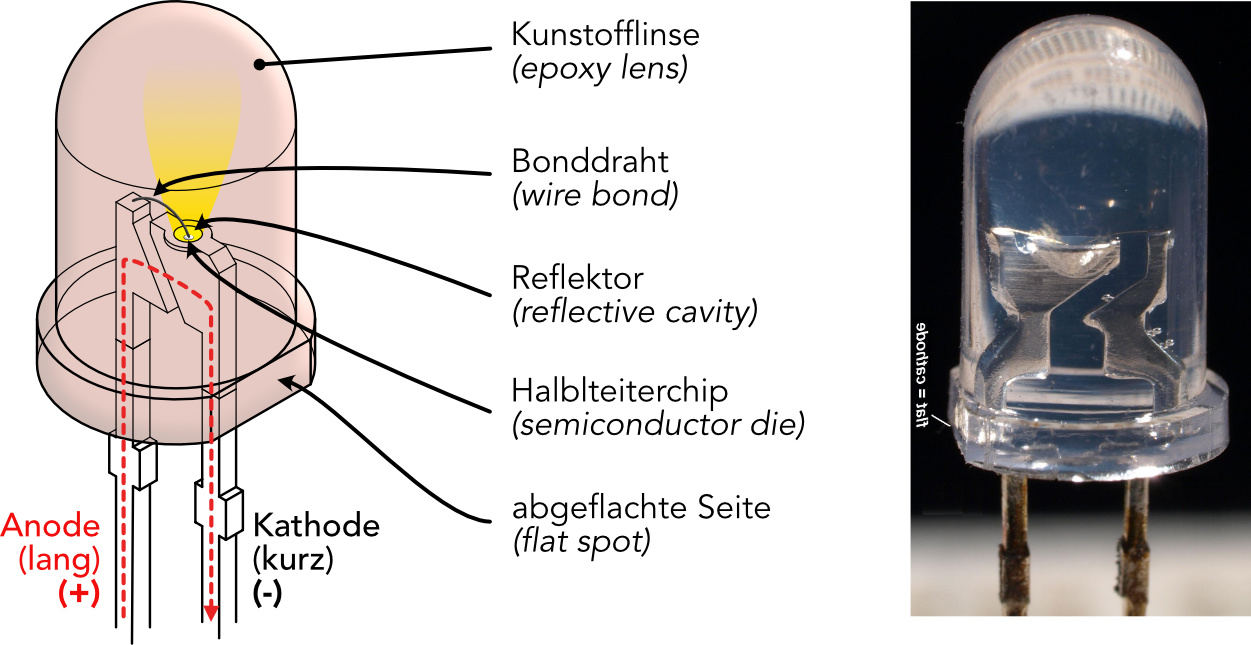 Kunstofflinse
(epoxy lens)
Bonddraht
(wire bond)
Reflektor
(reflective cavity)
Halblteiterchip
(semiconductor die)
abgeflachte Seite
(flat spot)
Anode
(lang)
(+)
Kathode
(kurz)
(-)
flat = cathode